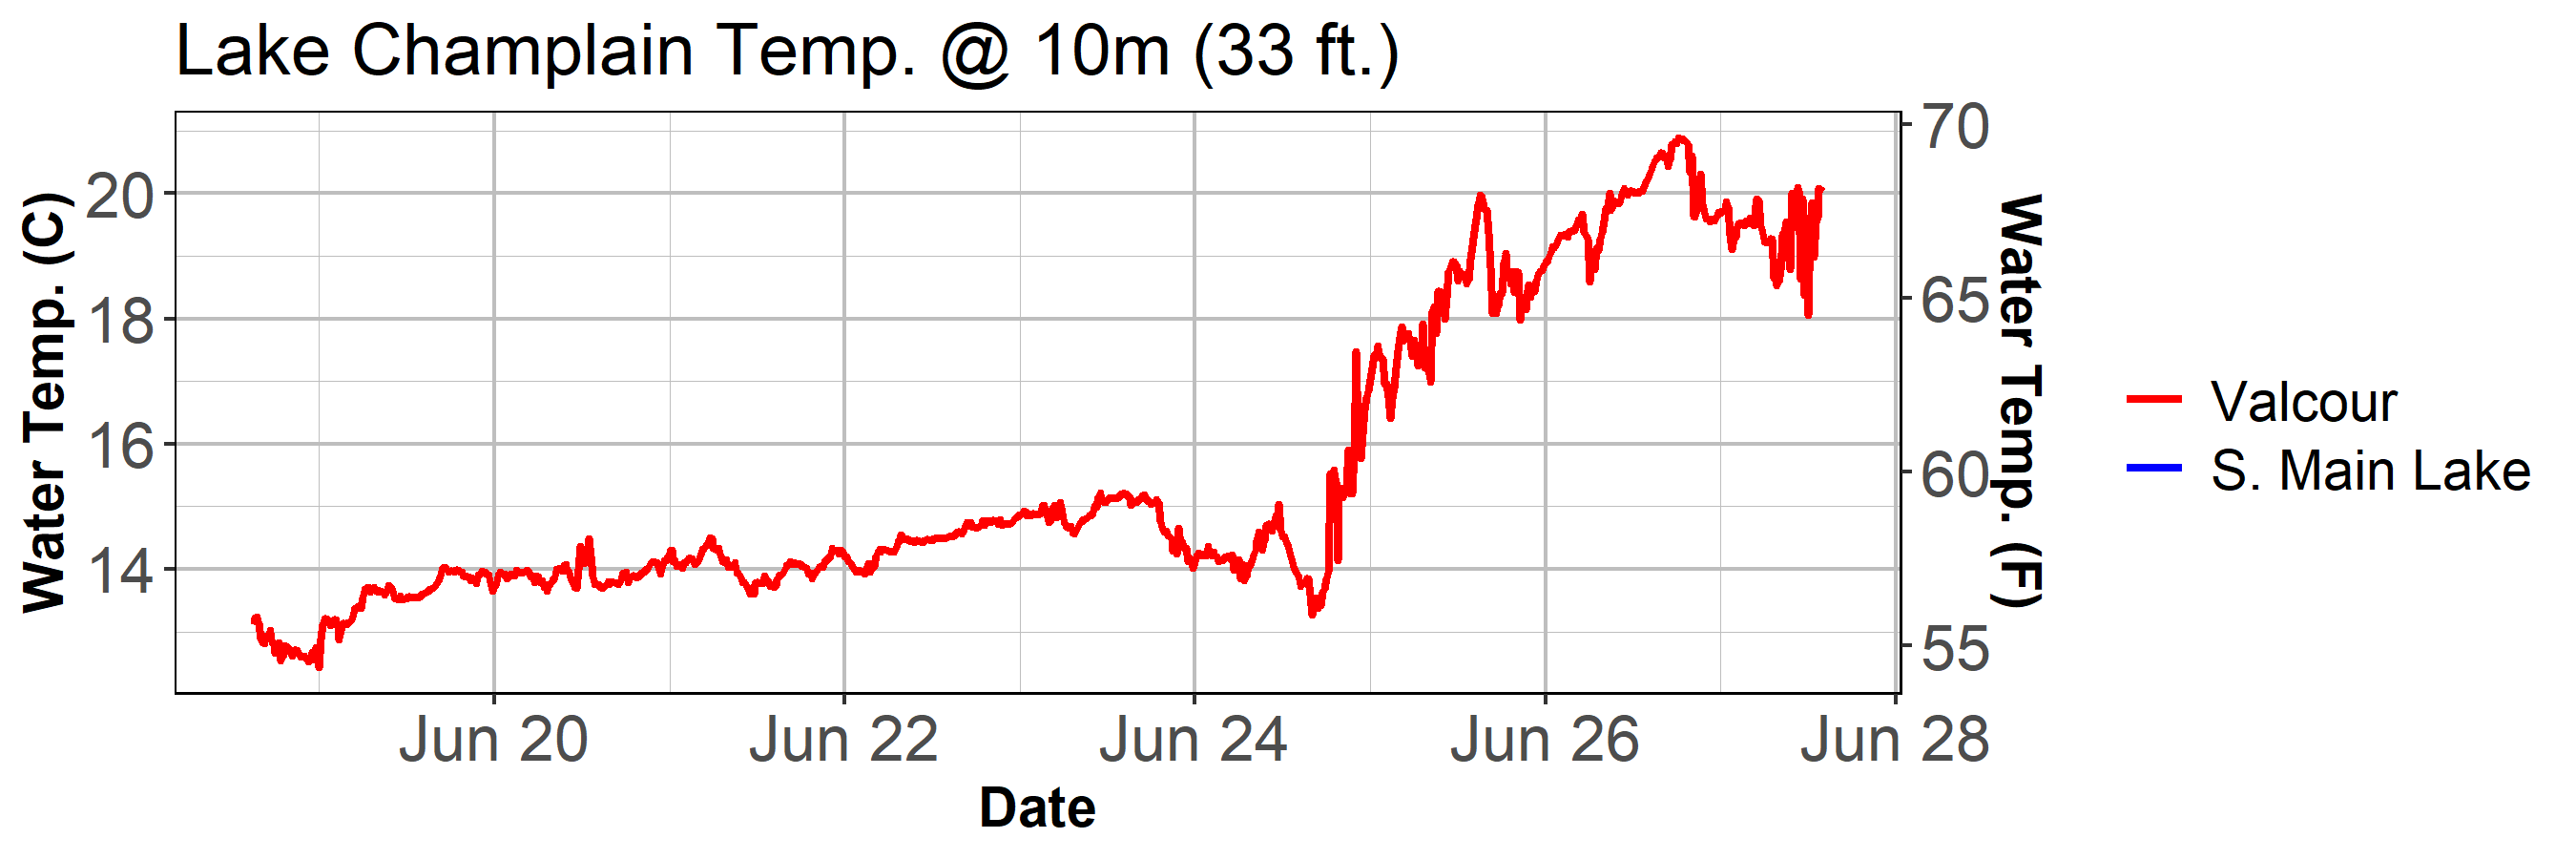 Lake Champlain Temp. @ 10m (33 ft.)
Water Temp. (C)
20
18
16
14
70
65
60
55
Water Temp. (F)
Jun 20
Jun 22
Jun 24
Jun 26
Jun 28
Date
Valcour
S. Main Lake